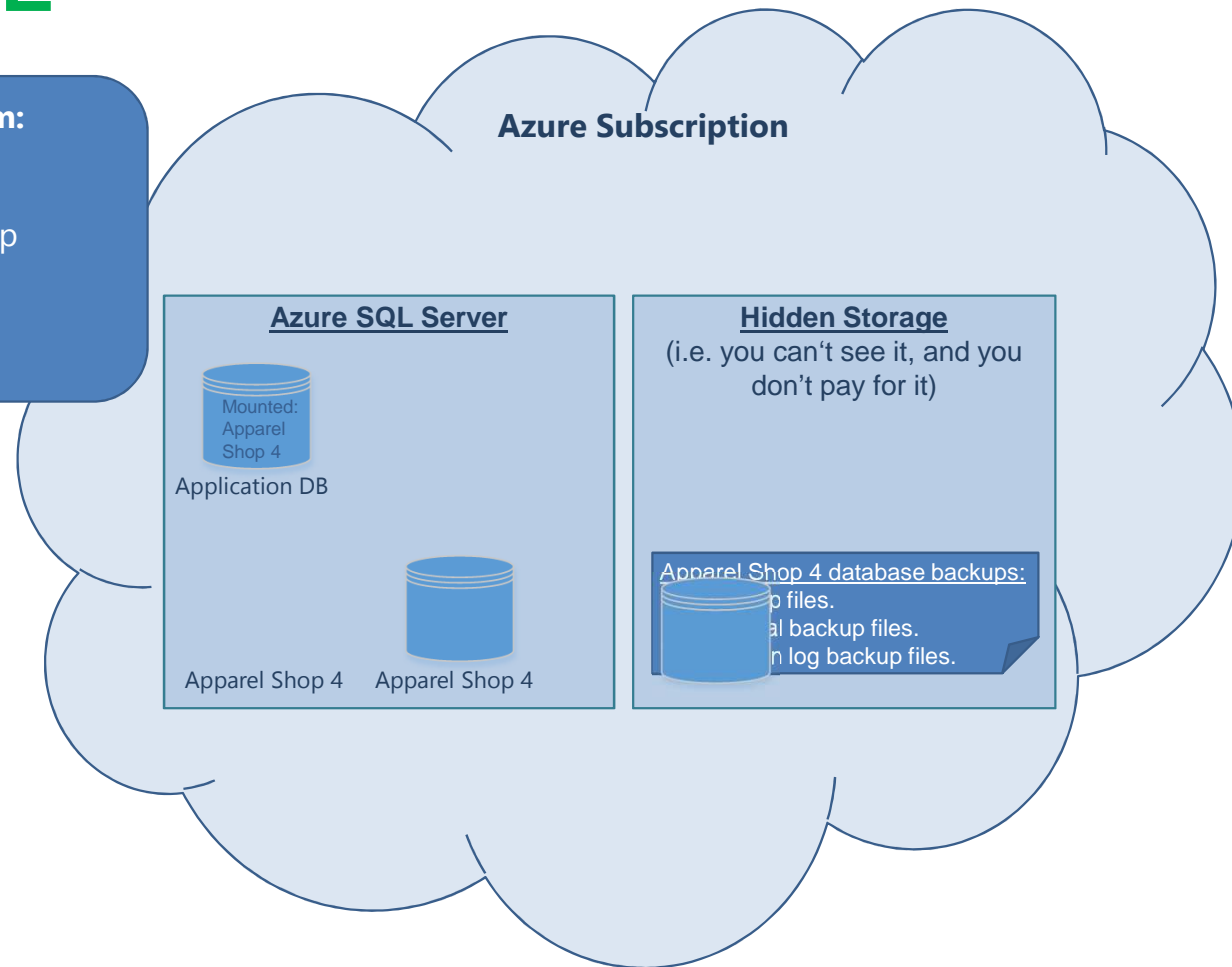 Azure Subscription
Azure SQL Server
Mounted:
Apparel
Shop 4
Application DB
Apparel Shop 4
Apparel Shop 4
Hidden Storage
(i.e. you can‘t see it, and you
don’t pay for it)
Apparel Shop 4 database backups:
files.
backup files.
log backup files.